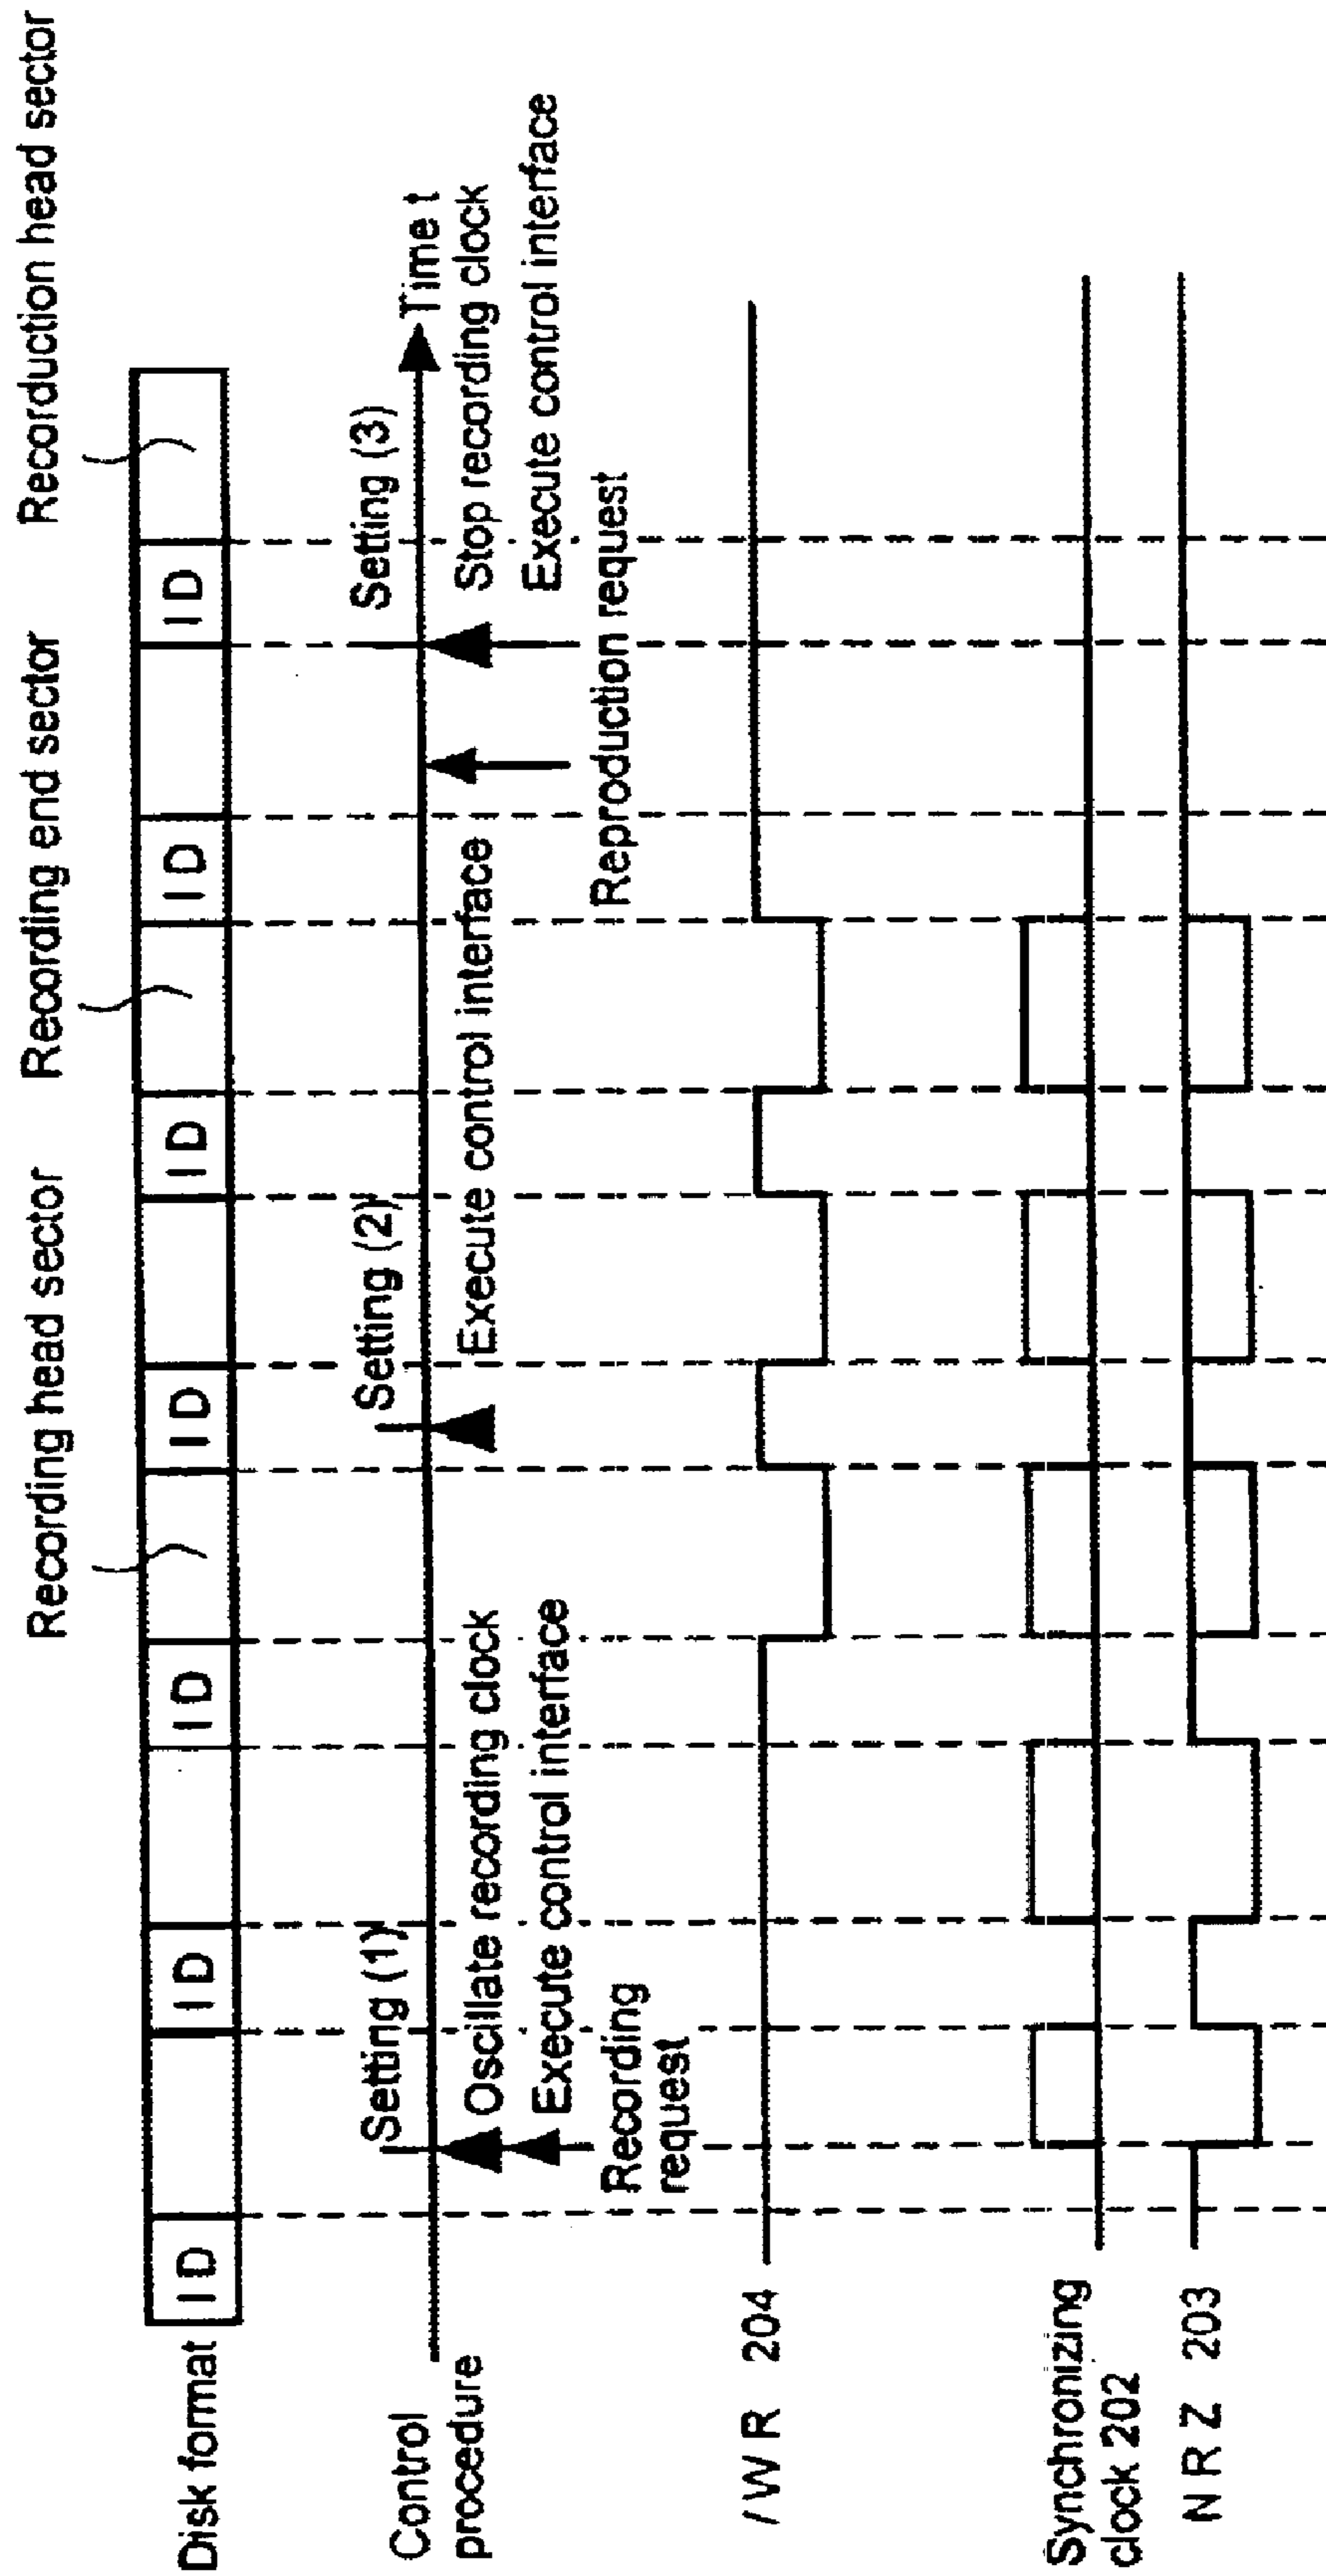 Recording head sector
Recording end sector
Recorduction head sector
Disk format
ID
ID
ID
ID
ID
ID
ID
Control
procedure
Setting (1)
Setting (2)
Setting (3)
Time t
Oscillate recording clock
Execute control interface
Recording
request
Execute control interface
Stop recording clock
Execute control interface
Reproduction request
/WR 204
Synchronizing
clock 202
NRZ 203